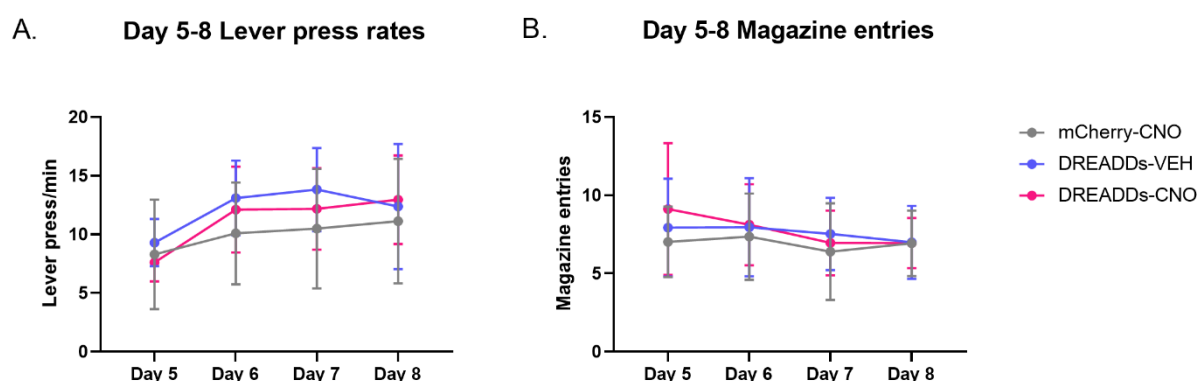 A.
Day 5-8 Lever press rates
Lever press/min
20
15
10
5
0
Day 5
Day 6
Day 7
Day 8
B.
Day 5-8 Magazine entries
Magazine entries
15
10
5
0
Day 5
Day 6
Day 7
Day 8
mCherry-CNO
DREADDs-VEH
DREADDs-CNO